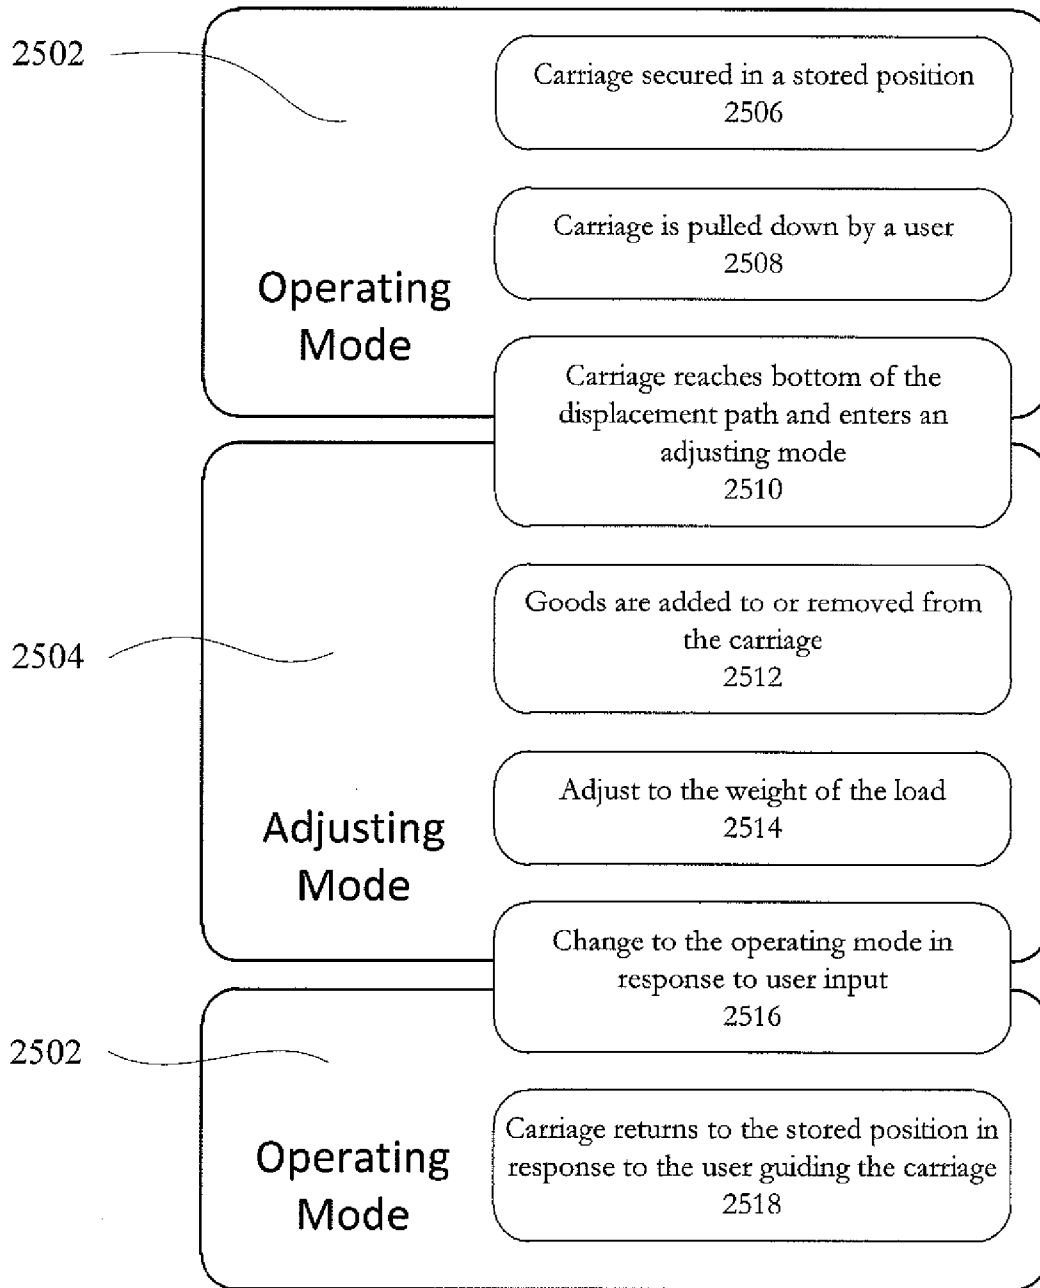 2502
Carriage secured in a stored position
2506
Carriage is pulled down by a user
2508
Operating
Mode
Carriage reaches bottom of the
displacement path and enters an
adjusting mode
2510
2504
Goods are added to or removed from
the carriage
2512
Adjust to the weight of the load
2514
Adjusting
Mode
Change to the operating mode in
response to user input
2516
2502
Operating
Mode
Carriage returns to the stored position in
response to the user guiding the carriage
2518